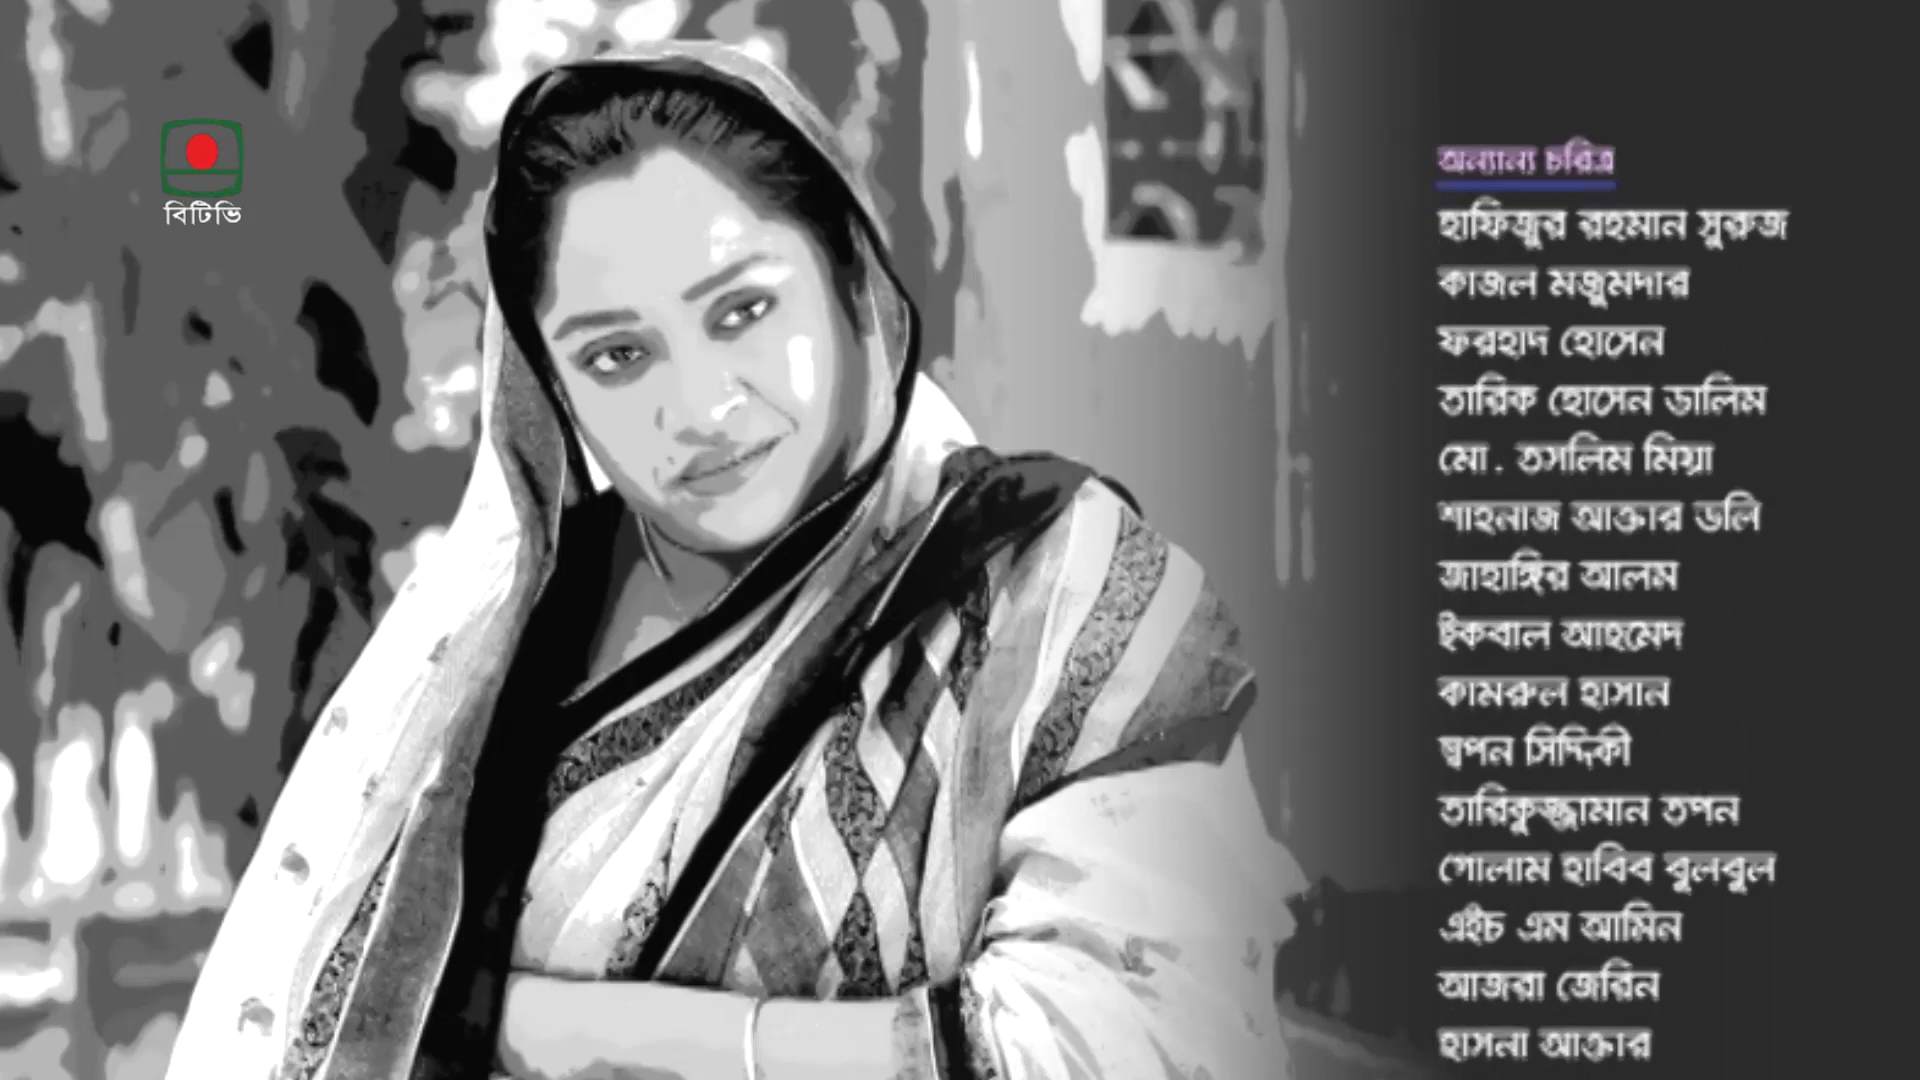 বিটিভি
অন্যান্য চরিত্র
হাফিজুর রহমান সুরুজ
কাজল মজুমদার
ফরহাদ হোসেন
তারিক হোসেন ডালিম
মো. তসলিম মিয়া
শাহনাজ আক্তার ডলি
জাহাঙ্গির আলম
ইকবাল আহমেদ
কামরুল হাসান
স্বপন সিদ্দিকী
তারিকুজ্জামান তপন
গোলাম হাবিব বুলবুল
এইচ এম আমিন
আজরা জেরিন
হাসনা আক্তার